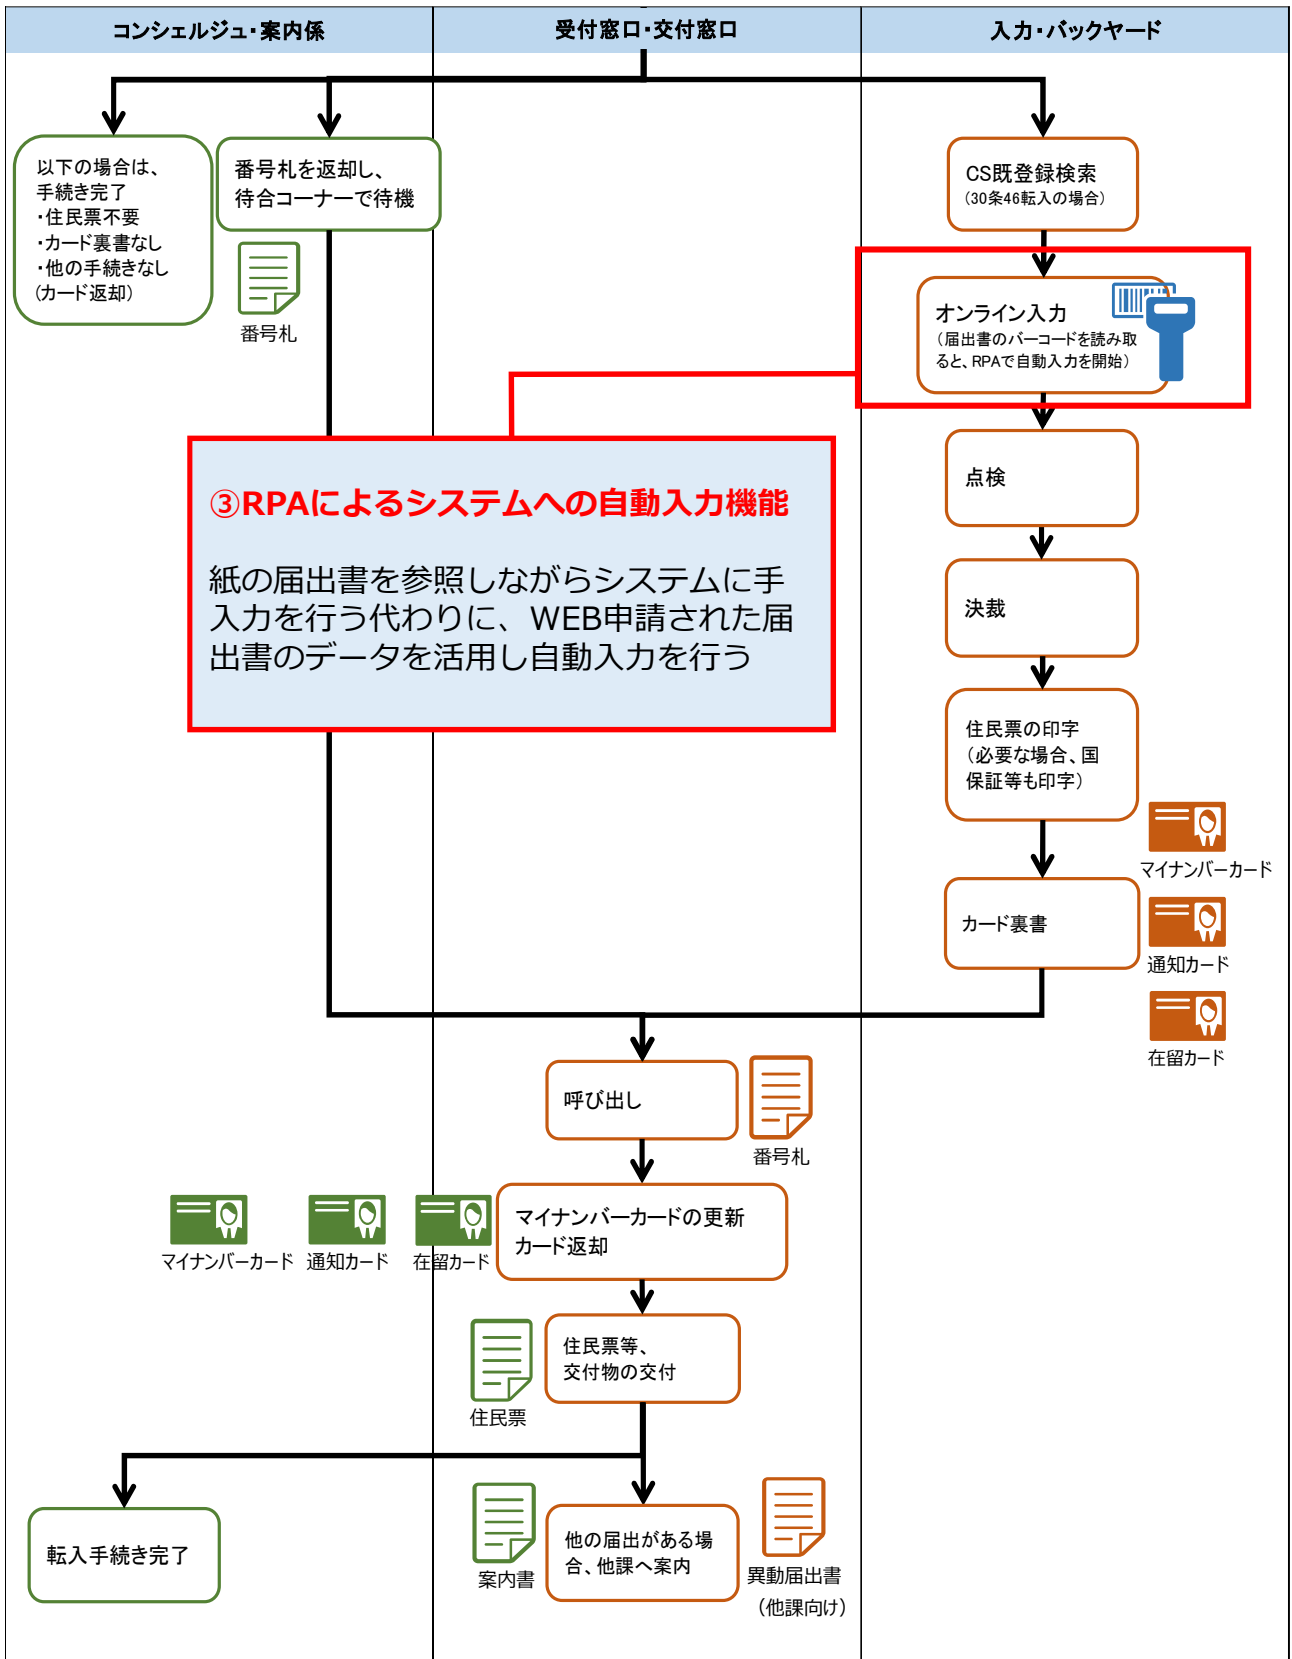 コンシェルジュ・案内係
受付窓口・交付窓口
入力・バックヤード
以下の場合は、
手続き完了
・住民票不要
・カード裏書なし
・他の手続きなし
(カード返却)
番号札を返却し、
待合コーナーで待機
番号札
CS既登録検索
(30条46転入の場合)
オンライン入力
(届出書のバーコードを読み取
ると、RPAで自動入力を開始)
③RPAによるシステムへの自動入力機能
紙の届出書を参照しながらシステムに手
入力を行う代わりに、WEB申請された届
出書のデータを活用し自動入力を行う
点検
決裁
住民票の印字
(必要な場合、国
保証等も印字)
マイナンバーカード
カード裏書
通知カード
在留カード
呼び出し
番号札
マイナンバーカードの更新
カード返却
マイナンバーカード
通知カード
在留カード
住民票等、
交付物の交付
住民票
転入手続き完了
案内書
他の届出がある場
合、他課へ案内
異動届出書
(他課向け)